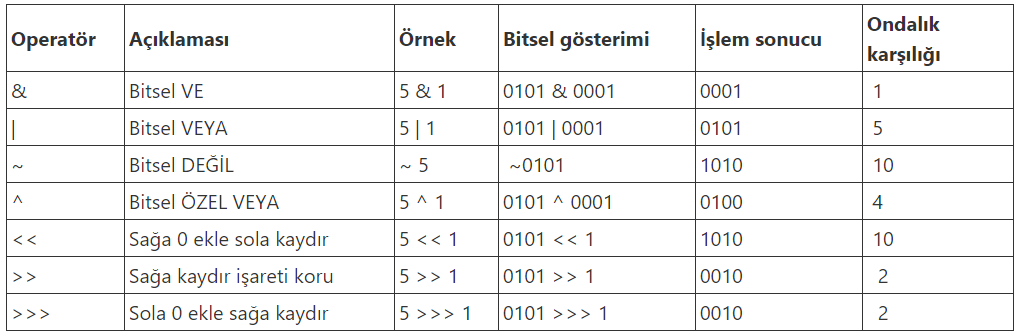 Operatör Açıklaması Örnek Bitsel gösterimi İşlem sonucu Ondalık karşılığı
& Bitsel VE 5 & 1 0101 & 0001 0001 1
| Bitsel VEYA 5 | 1 0101 | 0001 0101 5
~ Bitsel DEĞİL ~ 5 ~0101 1010 10
^ Bitsel ÖZEL VEYA 5 ^ 1 0101 ^ 0001 0100 4
<< Sağa 0 ekle sola kaydır 5 << 1 0101 << 1 1010 10
>> Sağa kaydır işareti koru 5 >> 1 0101 >> 1 0010 2
>>> Sola 0 ekle sağa kaydır 5 >>> 1 0101 >>> 1 0010 2